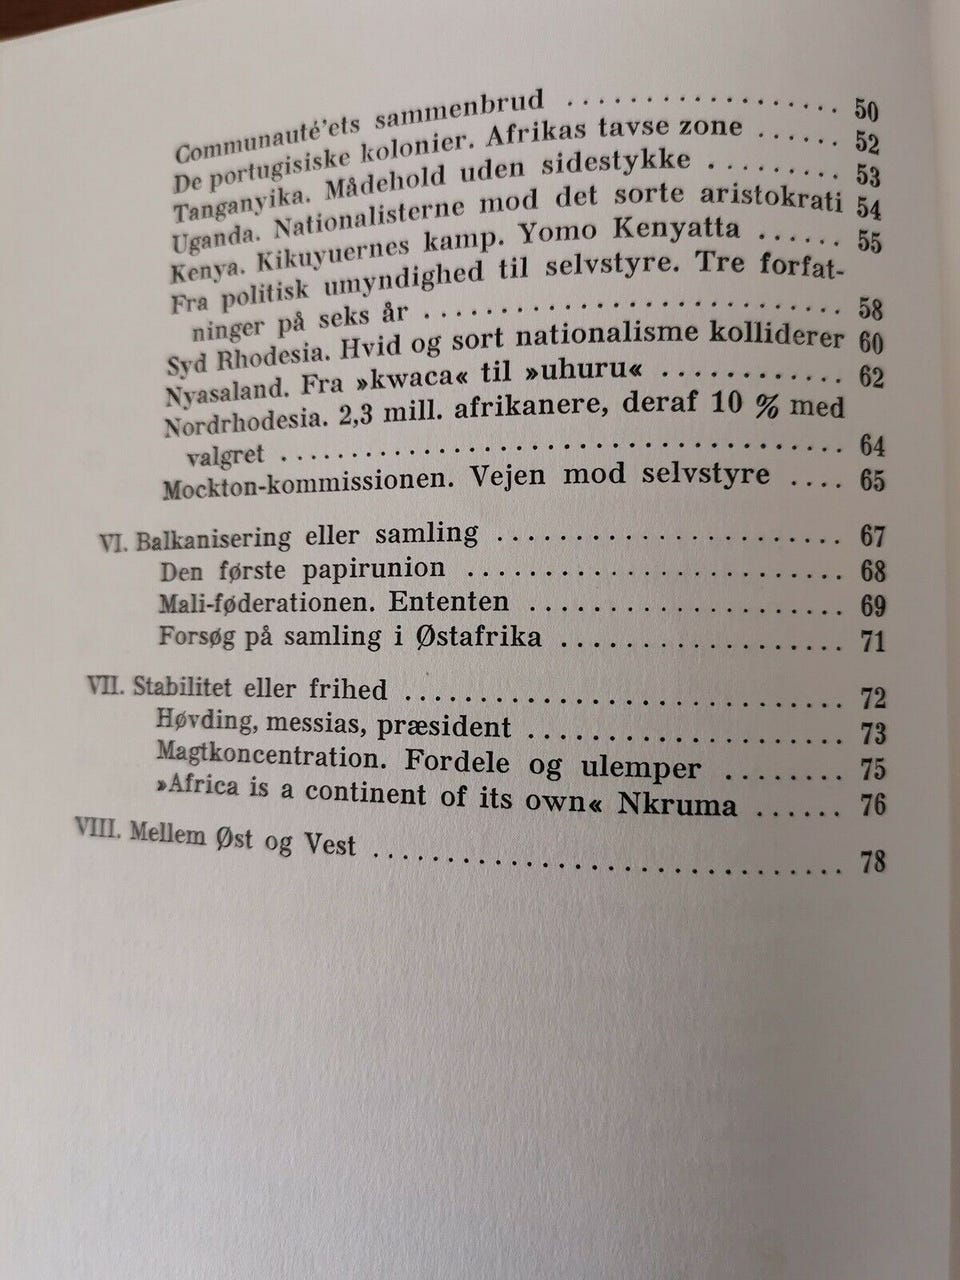 Communauté'ets sammenbrud .................. 50
De portugisiske kolonier. Afrikas tavse zone ...... 52
Tanganyika. Mådehold uden sidestykke ......... 53
Uganda. Nationalisterne mod det sorte aristokrati 54
Kenya. Kikuyuernes kamp. Yomo Kenyatta ...... 55
Fra politisk umyndighed til selvstyre. Tre forfat-
ninger på seks år .............................. 58
Syd Rhodesia. Hvid og sort nationalisme kolliderer 60
Nyasaland. Fra »kwaca« til »uhuru« ............ 62
Nordrhodesia. 2,3 mill. afrikanere, deraf 10 % med
valgret ........................................ 64
Mockton-kommissionen. Vejen mod selvstyre .... 65
VI. Balkanisering eller samling ...................... 67
Den første papirunion ........................ 68
Mali-føderationen. Ententen .................... 69
Forsøg på samling i Østafrika .................. 71
VII. Stabilitet eller frihed ............................ 72
Høvding, messias, præsident .................... 73
Magtkoncentration. Fordele og ulemper ........ 75
»Africa is a continent of its own« Nkruma ...... 76
VIII. Mellem Øst og Vest ................................ 78